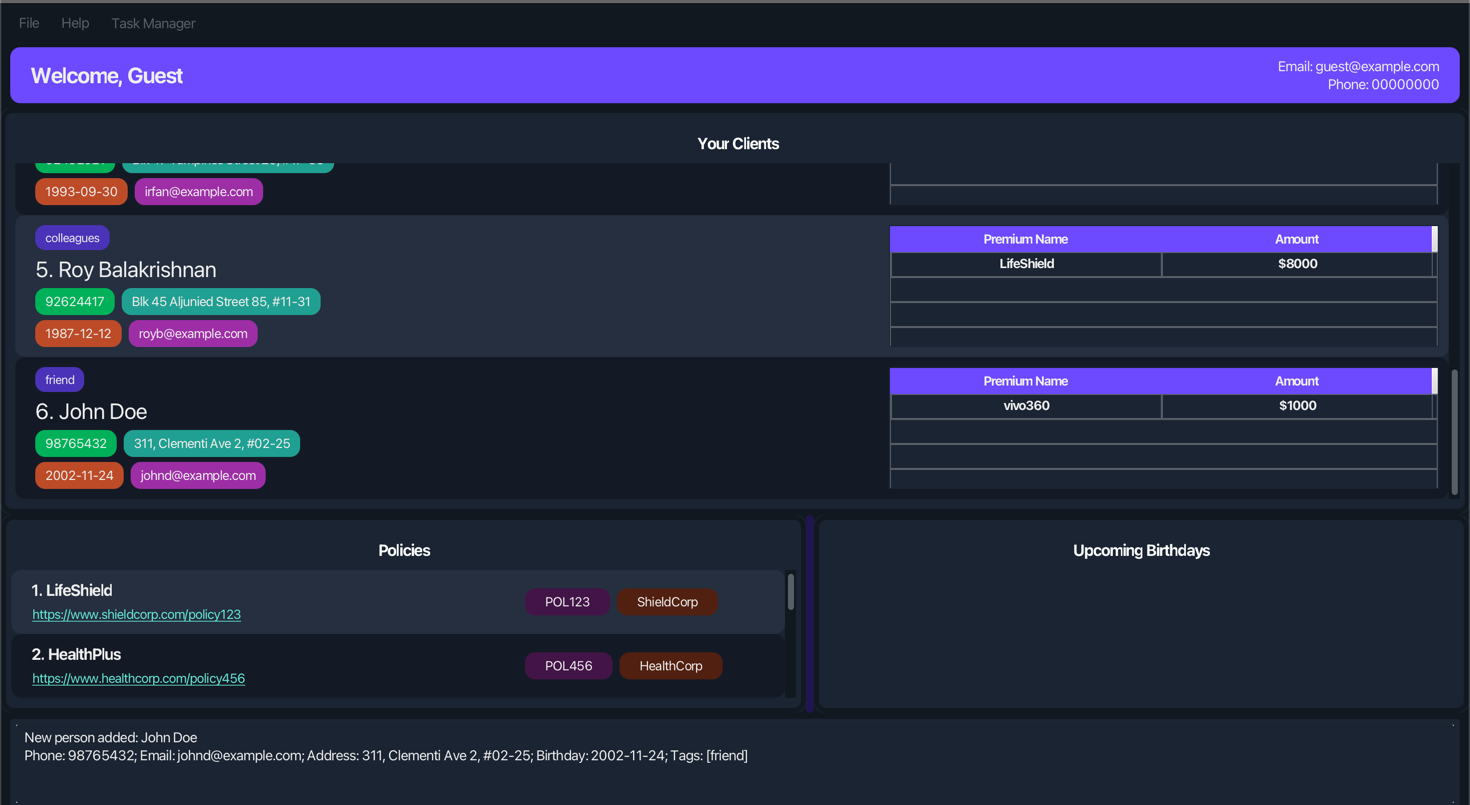 File Help Task Manager
Welcome, Guest
Email: guest@example.com
Phone: 00000000
Your Clients
1993-09-30 irfan@example.com
colleagues
5. Roy Balakrishnan
92624417 Blk 45 Aljunied Street 85, #11-31
1987-12-12 royb@example.com
Premium Name Amount
LifeShield $8000
friend
6. John Doe
98765432 311, Clementi Ave 2, #02-25
2002-11-24 johnd@example.com
Premium Name Amount
vivo360 $1000
Policies
1. LifeShield
https://www.shieldcorp.com/policy123
POL123 ShieldCorp
2. HealthPlus
https://www.healthcorp.com/policy456
POL456 HealthCorp
Upcoming Birthdays
New person added: John Doe
Phone: 98765432; Email: johnd@example.com; Address: 311, Clementi Ave 2, #02-25; Birthday: 2002-11-24; Tags: [friend]